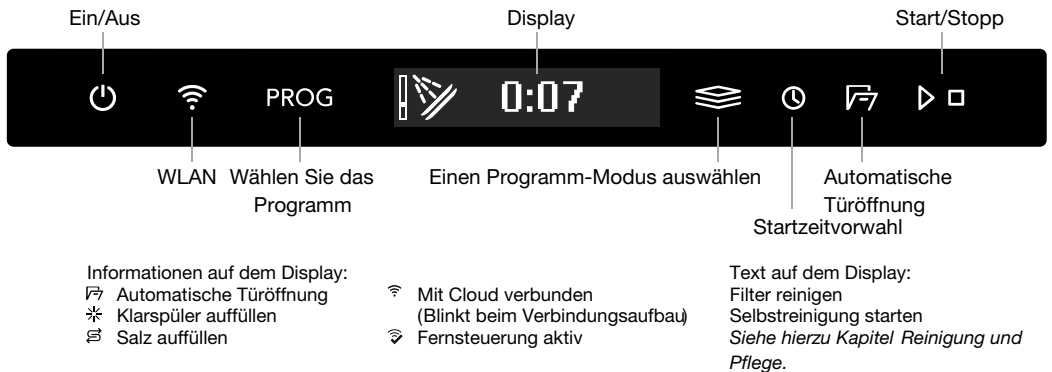 Ein/Aus
Display
Start/Stopp
PROG
0:07
WLAN
Wählen Sie das
Programm
Einen Programm-Modus auswählen
Startzeitvorwahl
Automatische
Türöffnung
Informationen auf dem Display:
Automatische Türöffnung
Klarspüler auffüllen
Salz auffüllen
Mit Cloud verbunden
(Blinkt beim Verbindungsaufbau)
Fernsteuerung aktiv
Text auf dem Display:
Filter reinigen
Selbstreinigung starten
Siehe hierzu Kapitel Reinigung und
Pflege.